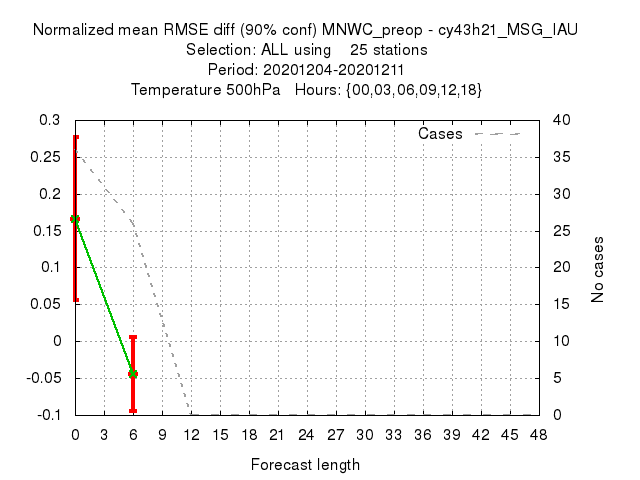 Normalized mean RMSE diff (90% conf) MNWC_preop - cy43h21_MSG_IAU
Selection: ALL using    25 stations
Period: 20201204-20201211
Temperature 500hPa   Hours: {00,03,06,09,12,18}
Cases
0.3 40
0.25 35
0.2 30
0.15 25
0.1 20
0.05 15
0 10
-0.05 5
-0.1 0
No cases
0 3 6 9 12 15 18 21 24 27 30 33 36 39 42 45 48
Forecast length